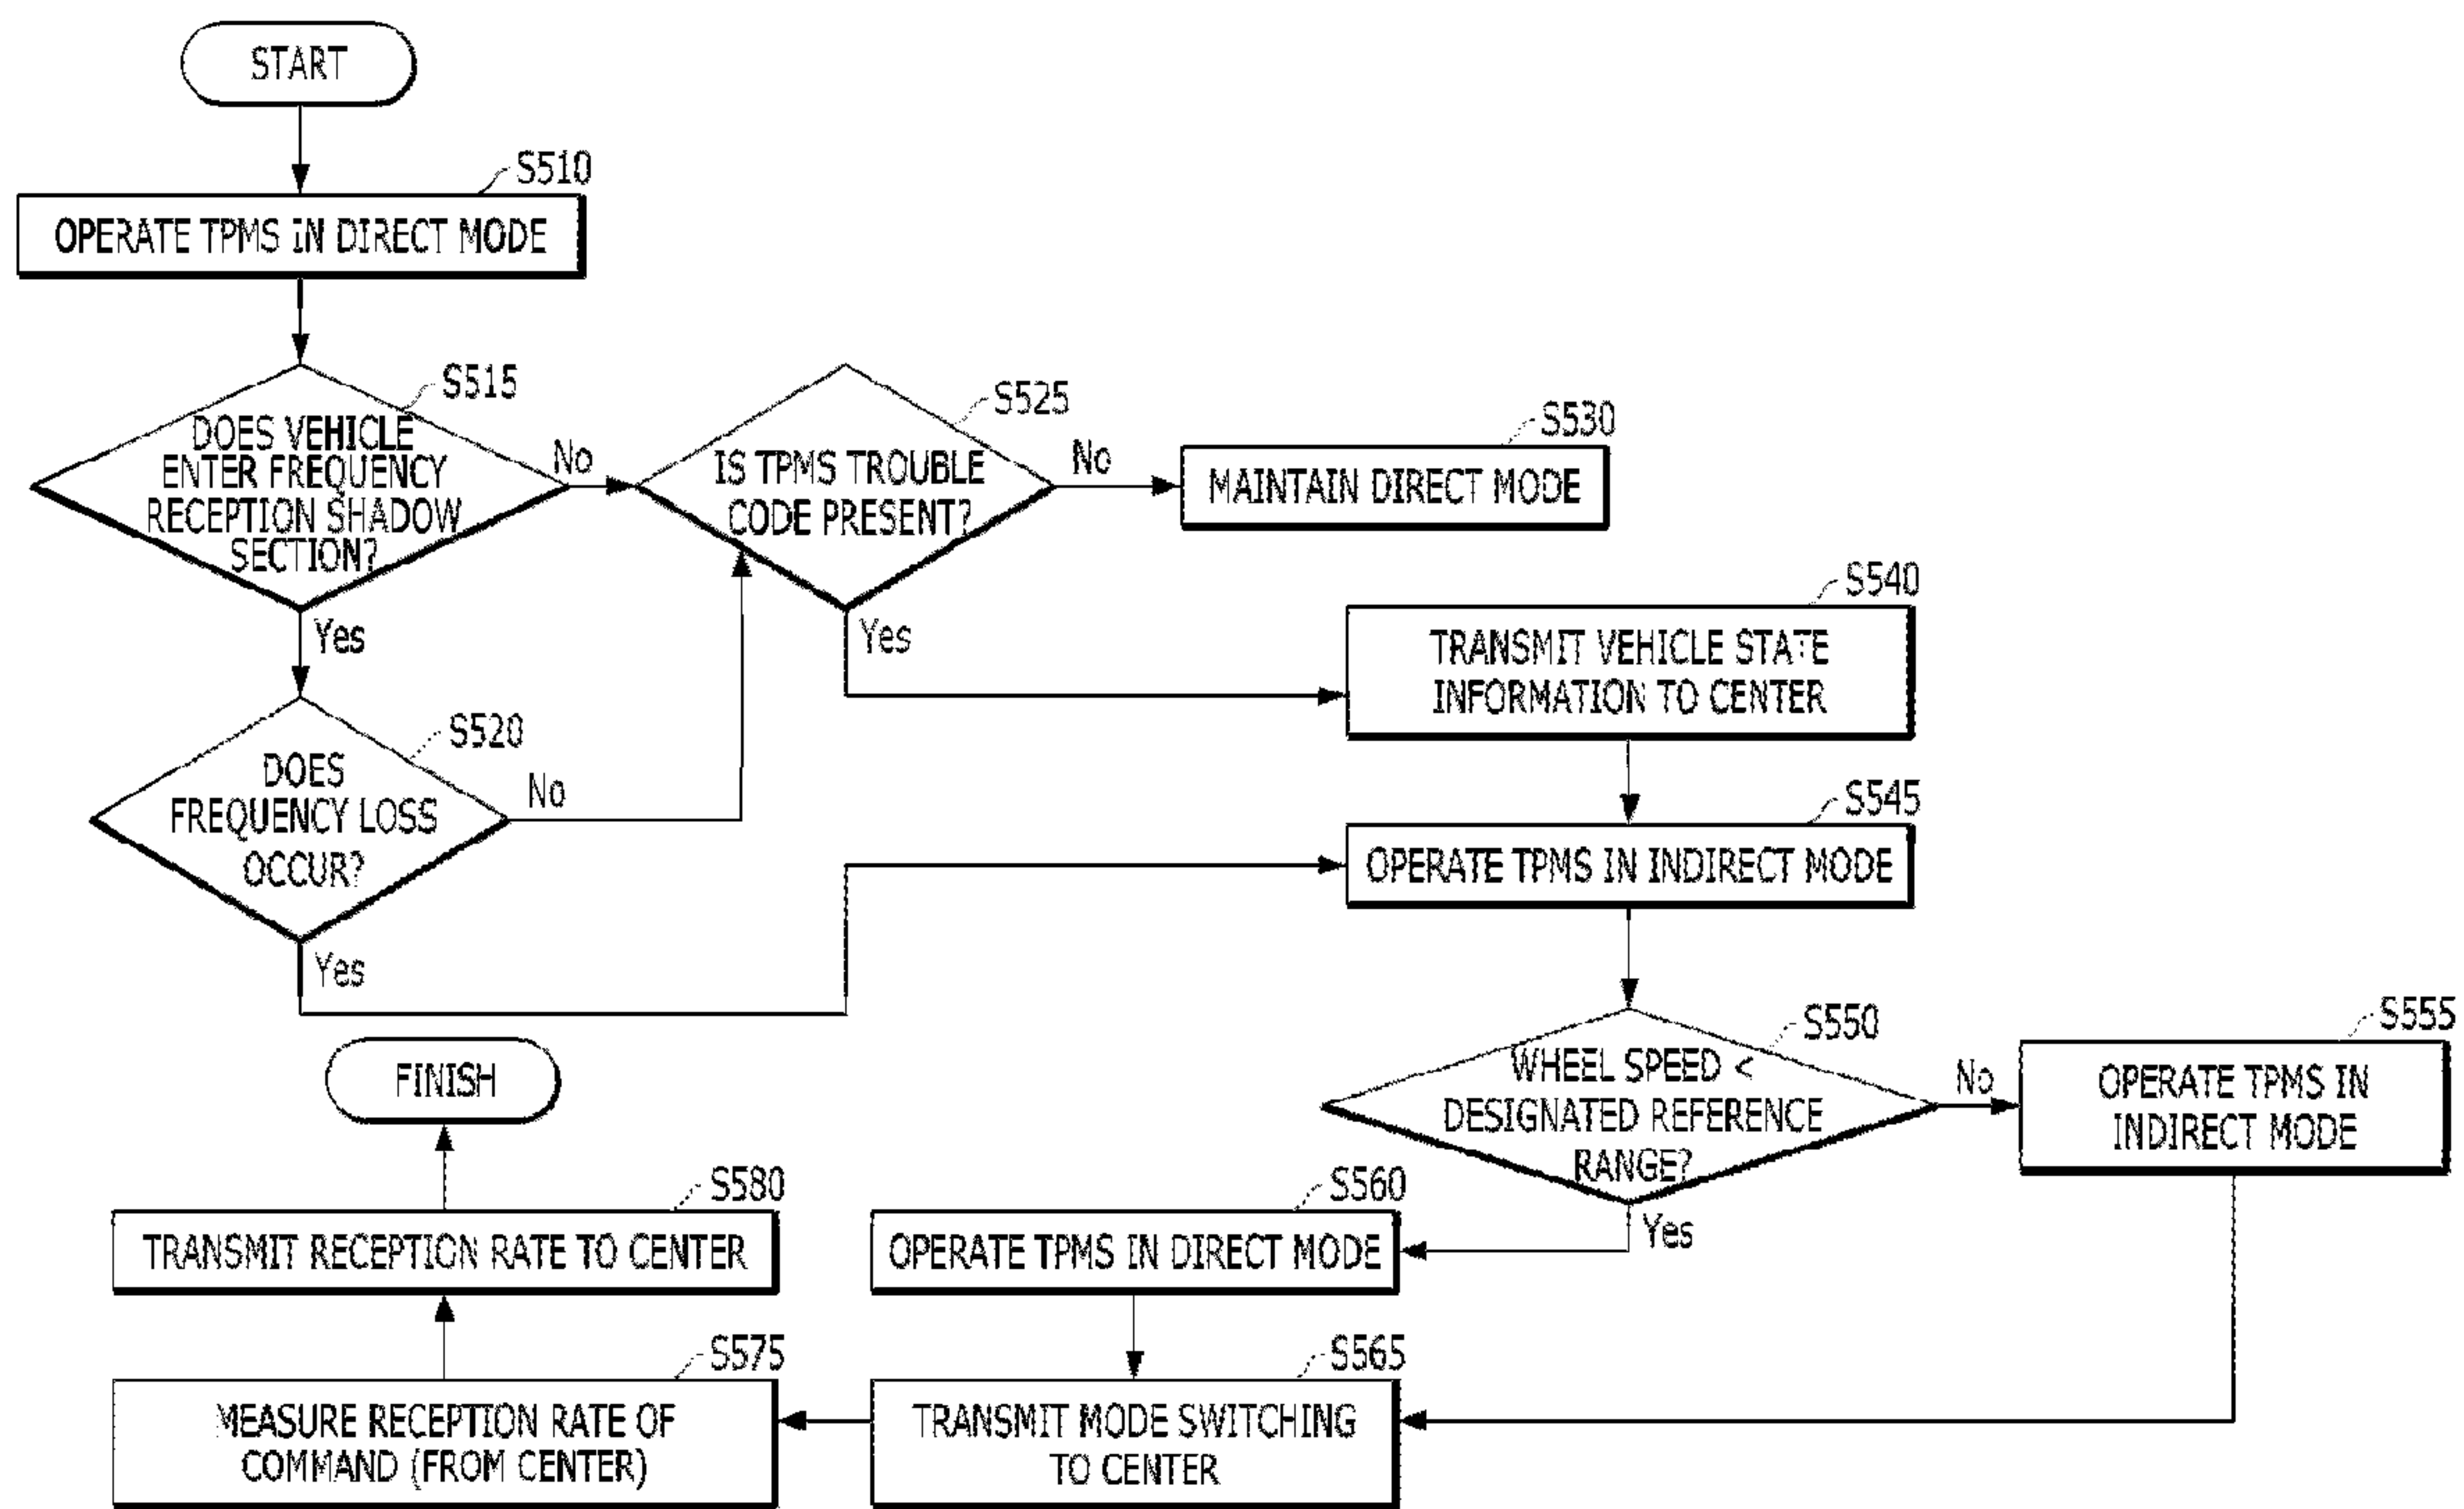 START
S510
OPERATE TPMS IN DIRECT MODE
S515
DOES VEHICLE
ENTER FREQUENCY
RECEPTION SHADOW
SECTION?
No
Yes
S525
IS TPMS TROUBLE
CODE PRESENT?
No
Yes
S530
MAINTAIN DIRECT MODE
S520
DOES
FREQUENCY LOSS
OCCUR?
No
Yes
S540
TRANSMIT VEHICLE STATE
INFORMATION TO CENTER
S545
OPERATE TPMS IN INDIRECT MODE
S550
WHEEL SPEED <
DESIGNATED REFERENCE
RANGE?
No
Yes
S555
OPERATE TPMS IN
INDIRECT MODE
S560
OPERATE TPMS IN DIRECT MODE
S565
TRANSMIT MODE SWITCHING
TO CENTER
S575
MEASURE RECEPTION RATE OF
COMMAND (FROM CENTER)
S580
TRANSMIT RECEPTION RATE TO CENTER
FINISH